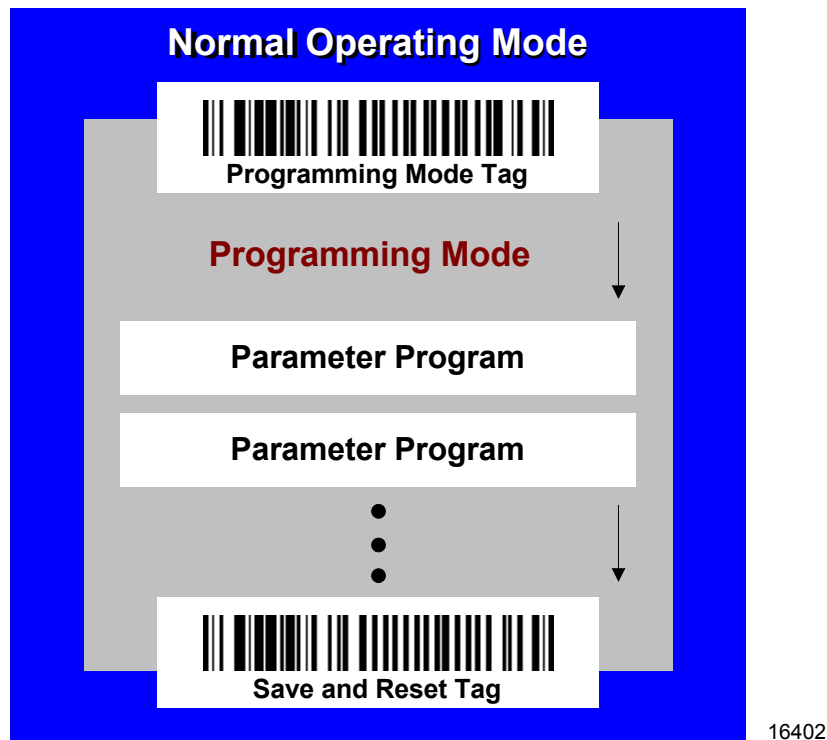 Normal Operating Mode
Programming Mode Tag
Programming Mode
Parameter Program
Parameter Program
Save and Reset Tag
16402